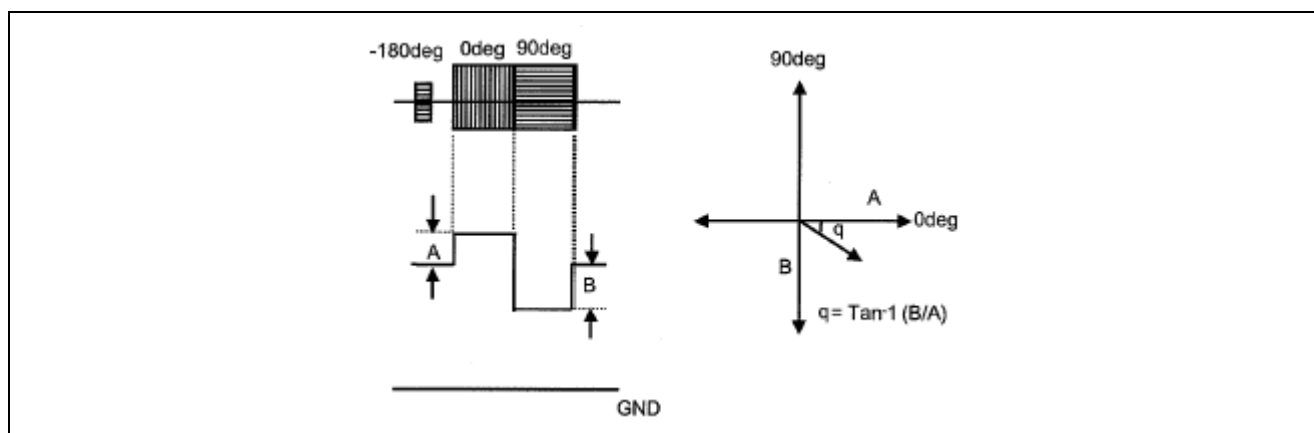 -180deg 0deg 90deg
A
B
GND
90deg
A
0deg
q
B
q= Tan-1 (B/A)